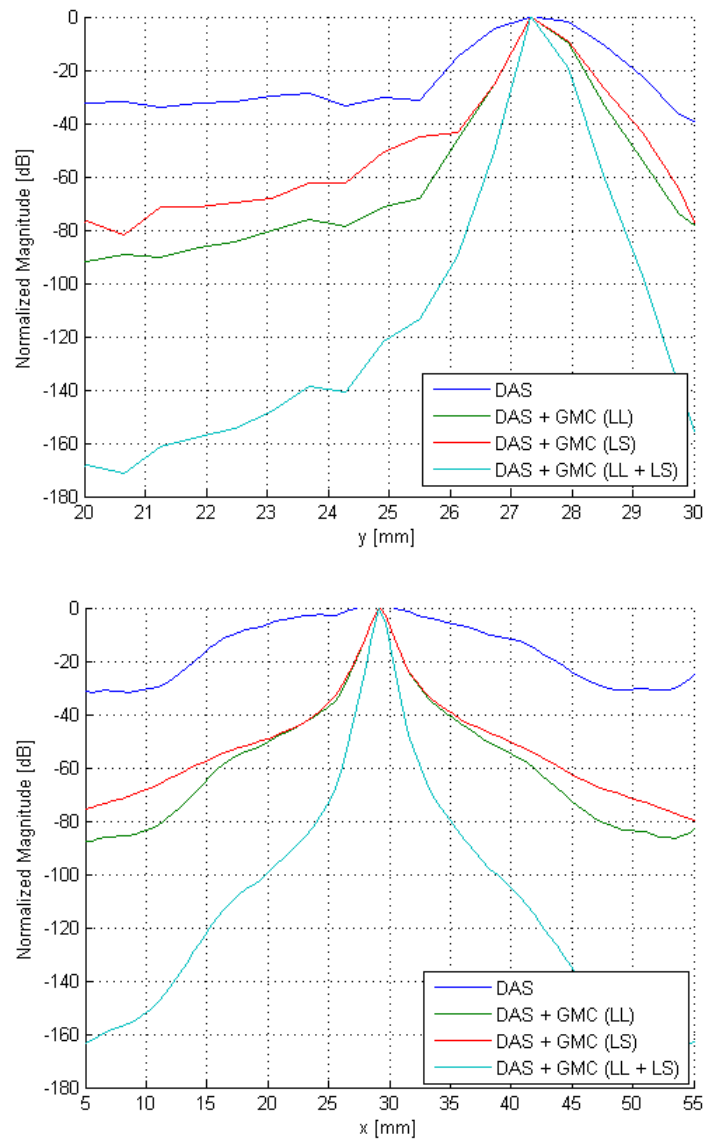 0
-20
-40
-60
-80
-100
-120
-140
-160
-180
Normalized Magnitude [dB]
20 21 22 23 24 25 26 27 28 29 30
y [mm]
DAS
DAS + GMC (LL)
DAS + GMC (LS)
DAS + GMC (LL + LS)
0
-20
-40
-60
-80
-100
-120
-140
-160
-180
Normalized Magnitude [dB]
5 10 15 20 25 30 35 40 45 50 55
x [mm]
DAS
DAS + GMC (LL)
DAS + GMC (LS)
DAS + GMC (LL + LS)